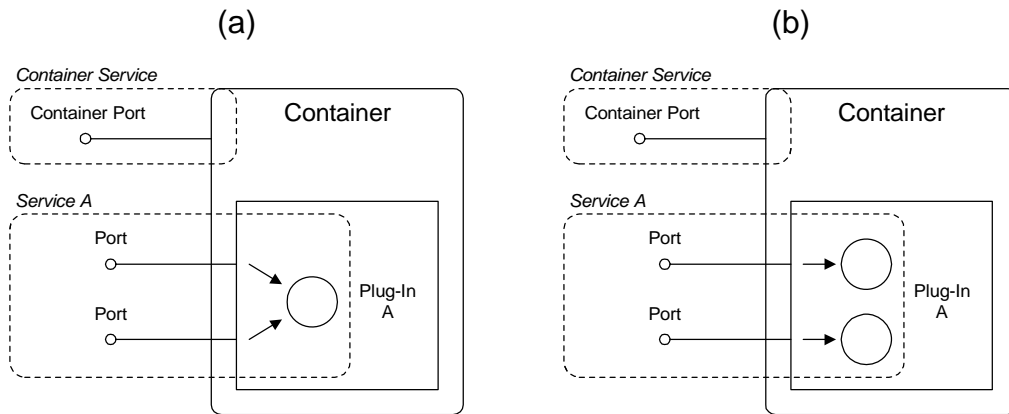 (a)
Container Service
Container Port
Container
Service A
Port
Port
Plug-In
A
(b)
Container Service
Container Port
Container
Service A
Port
Port
Plug-In
A